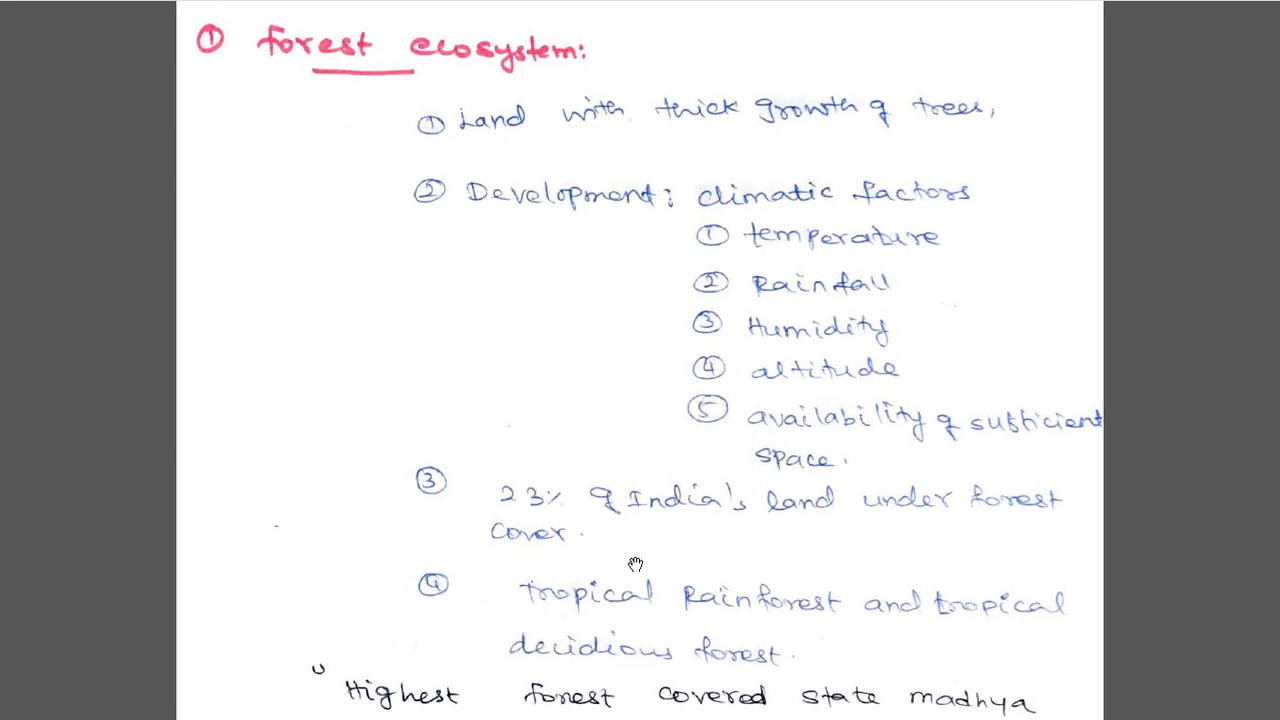 ① forest ecosystem:
① Land with thick growth of trees,
② Development: climatic factors
① temperature
② Rainfall
③ Humidity
④ altitude
⑤ availability of sufficient
space.
③ 23% of India's land under forest
cover.
④ tropical Rainforest and tropical
decidious forest.
Highest forest covered state madhya